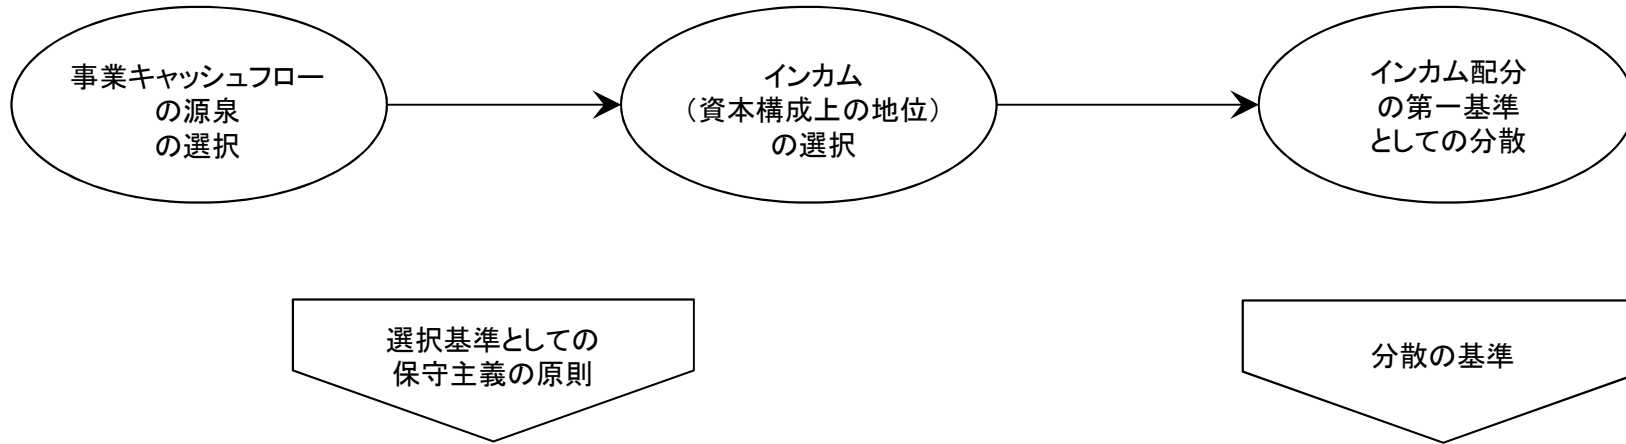 事業キャッシュフロー
の源泉
の選択
インカム
（資本構成上の地位）
の選択
インカム配分
の第一基準
としての分散
選択基準としての
保守主義の原則
分散の基準